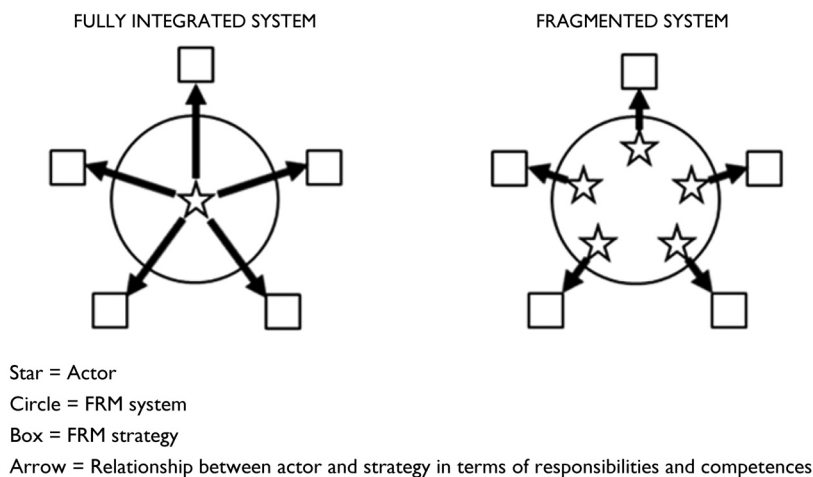 FULLY INTEGRATED SYSTEM
FRAGMENTED SYSTEM
Star = Actor
Circle = FRM system
Box = FRM strategy
Arrow = Relationship between actor and strategy in terms of responsibilities and competences